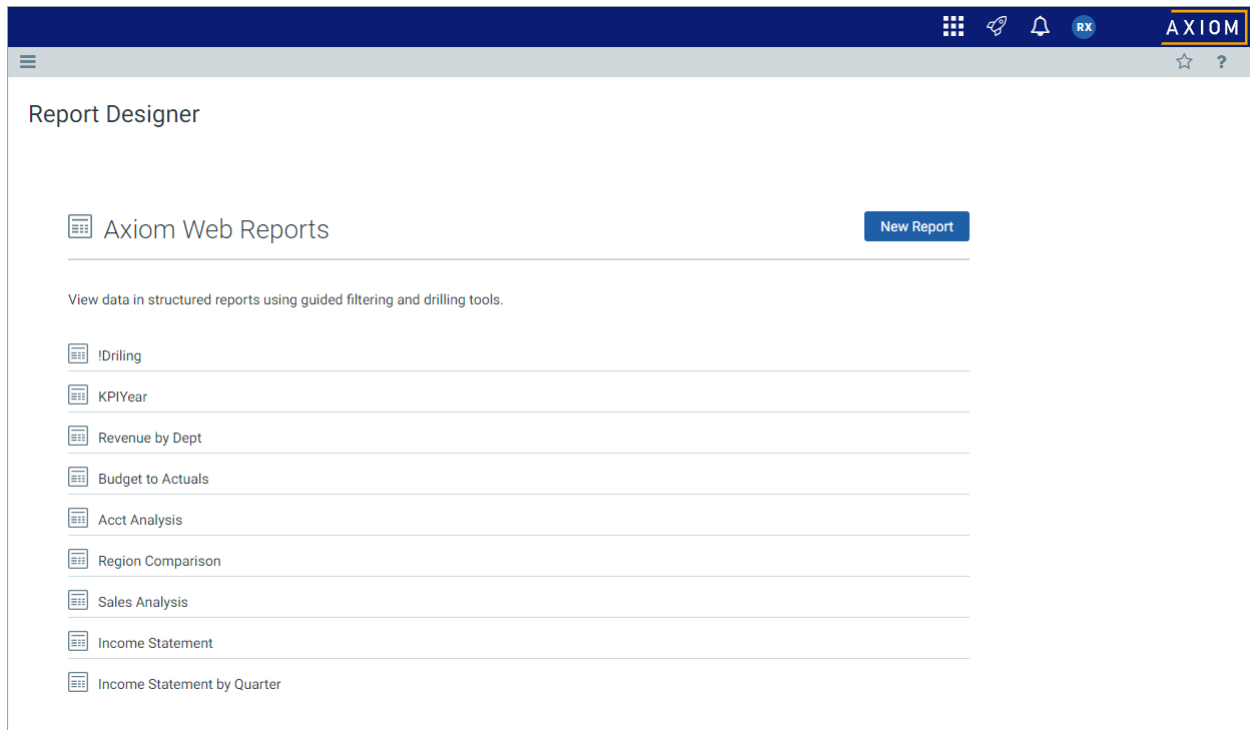 RX
AXIOM
?
Report Designer
Axiom Web Reports
New Report
View data in structured reports using guided filtering and drilling tools.
!Driling
KPIYear
Revenue by Dept
Budget to Actuals
Acct Analysis
Region Comparison
Sales Analysis
Income Statement
Income Statement by Quarter